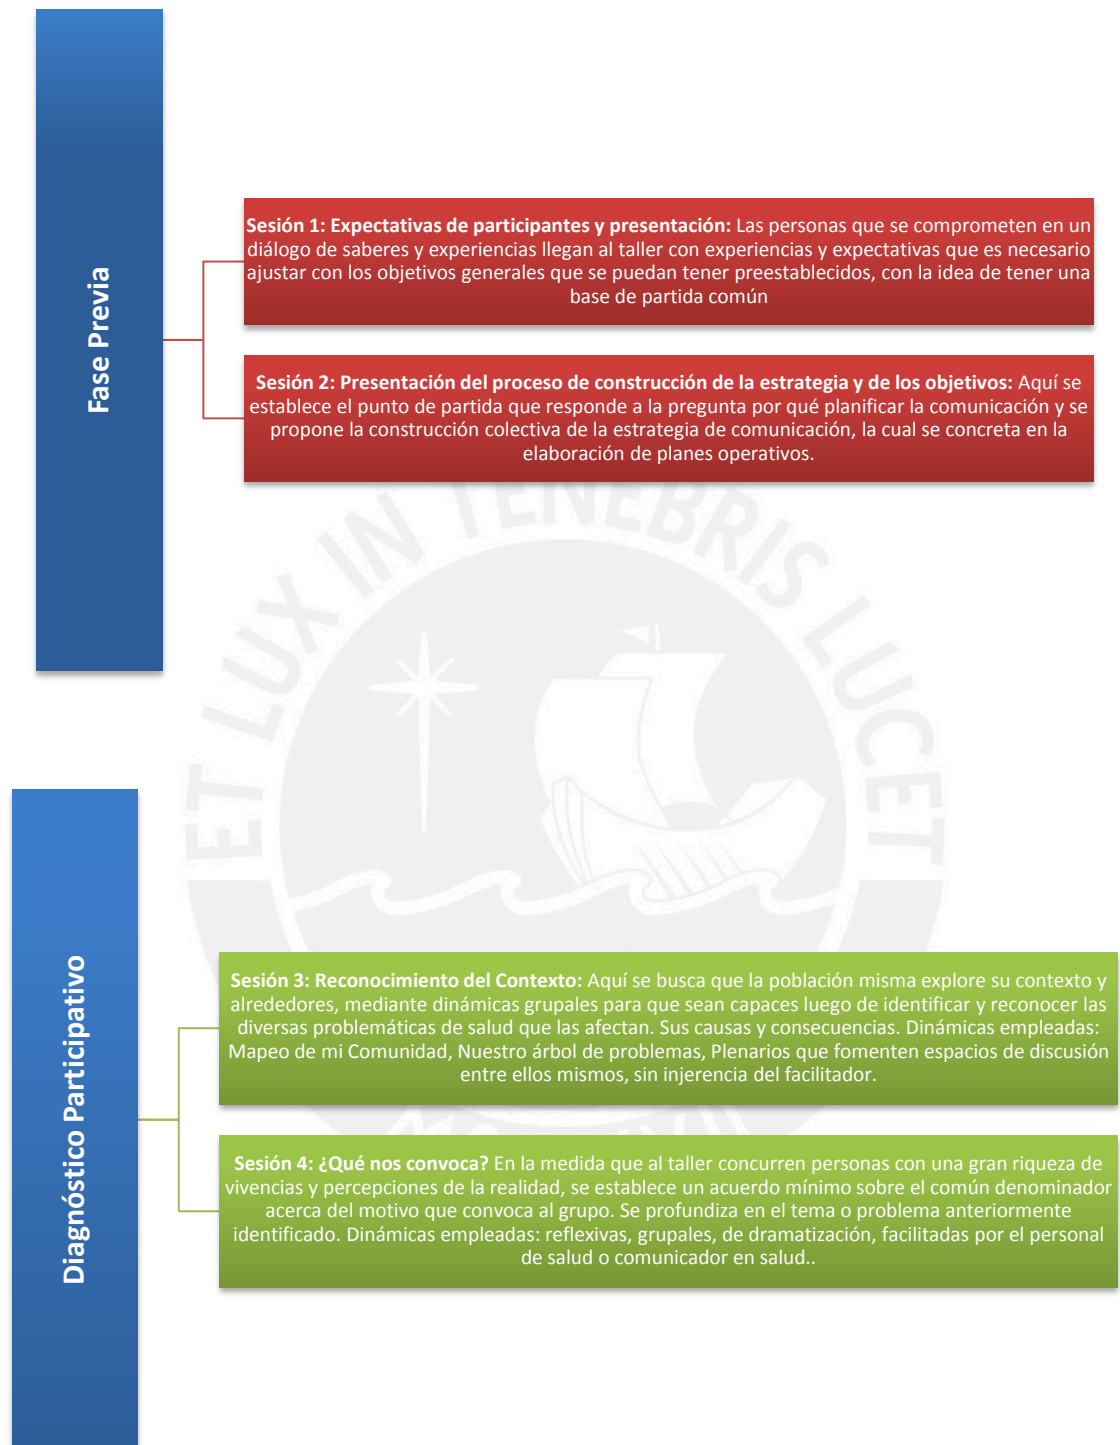 Fase Previa
Sesión 1: Expectativas de participantes y presentación: Las personas que se comprometen en un
diálogo de saberes y experiencias llegan al taller con experiencias y expectativas que es necesario
ajustar con los objetivos generales que se puedan tener preestablecidos, con la idea de tener una
base de partida común
Sesión 2: Presentación del proceso de construcción de la estrategia y de los objetivos: Aquí se
establece el punto de partida que responde a la pregunta por qué planificar la comunicación y se
propone la construcción colectiva de la estrategia de comunicación, la cual se concreta en la
elaboración de planes operativos.
ET LUX IN TENEBRIS LUCET
Diagnóstico Participativo
Sesión 3: Reconocimiento del Contexto: Aquí se busca que la población misma explore su contexto y
alrededores, mediante dinámicas grupales para que sean capaces luego de identificar y reconocer las
diversas problemáticas de salud que las afectan. Sus causas y consecuencias. Dinámicas empleadas:
Mapeo de mi Comunidad, Nuestro árbol de problemas, Plenarios que fomenten espacios de discusión
entre ellos mismos, sin injerencia del facilitador.
Sesión 4: ¿Qué nos convoca? En la medida que al taller concurren personas con una gran riqueza de
vivencias y percepciones de la realidad, se establece un acuerdo mínimo sobre el común denominador
acerca del motivo que convoca al grupo. Se profundiza en el tema o problema anteriormente
identificado. Dinámicas empleadas: reflexivas, grupales, de dramatización, facilitadas por el personal
de salud o comunicador en salud..